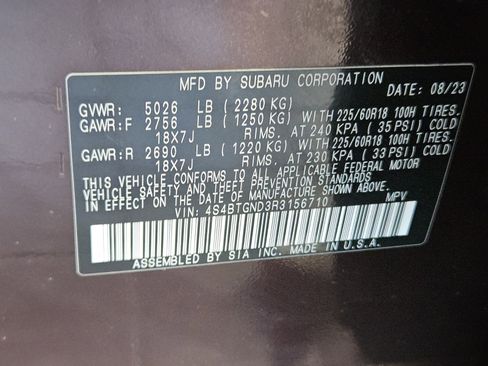 MFD BY SUBARU CORPORATION DATE: 08/23
GVWR: 5026 LB (2280 KG)
GAWR:F 2756 LB (1250 KG) WITH 225/60R18 100H TIRES,
18X7J RIMS, AT 240 KPA (35 PSI) COLD
GAWR:R 2690 LB (1220 KG) WITH 225/60R18 100H TIRES,
18X7J RIMS, AT 230 KPA (33 PSI) COLD
THIS VEHICLE CONFORMS TO ALL APPLICABLE FEDERAL MOTOR
VEHICLE SAFETY AND THEFT PREVENTION STANDARDS IN
EFFECT ON THE DATE OF MANUFACTURE SHOWN ABOVE.
VIN: 4S4BTGND3R3156710 MPV
ASSEMBLED BY SIA INC. MADE IN U.S.A.